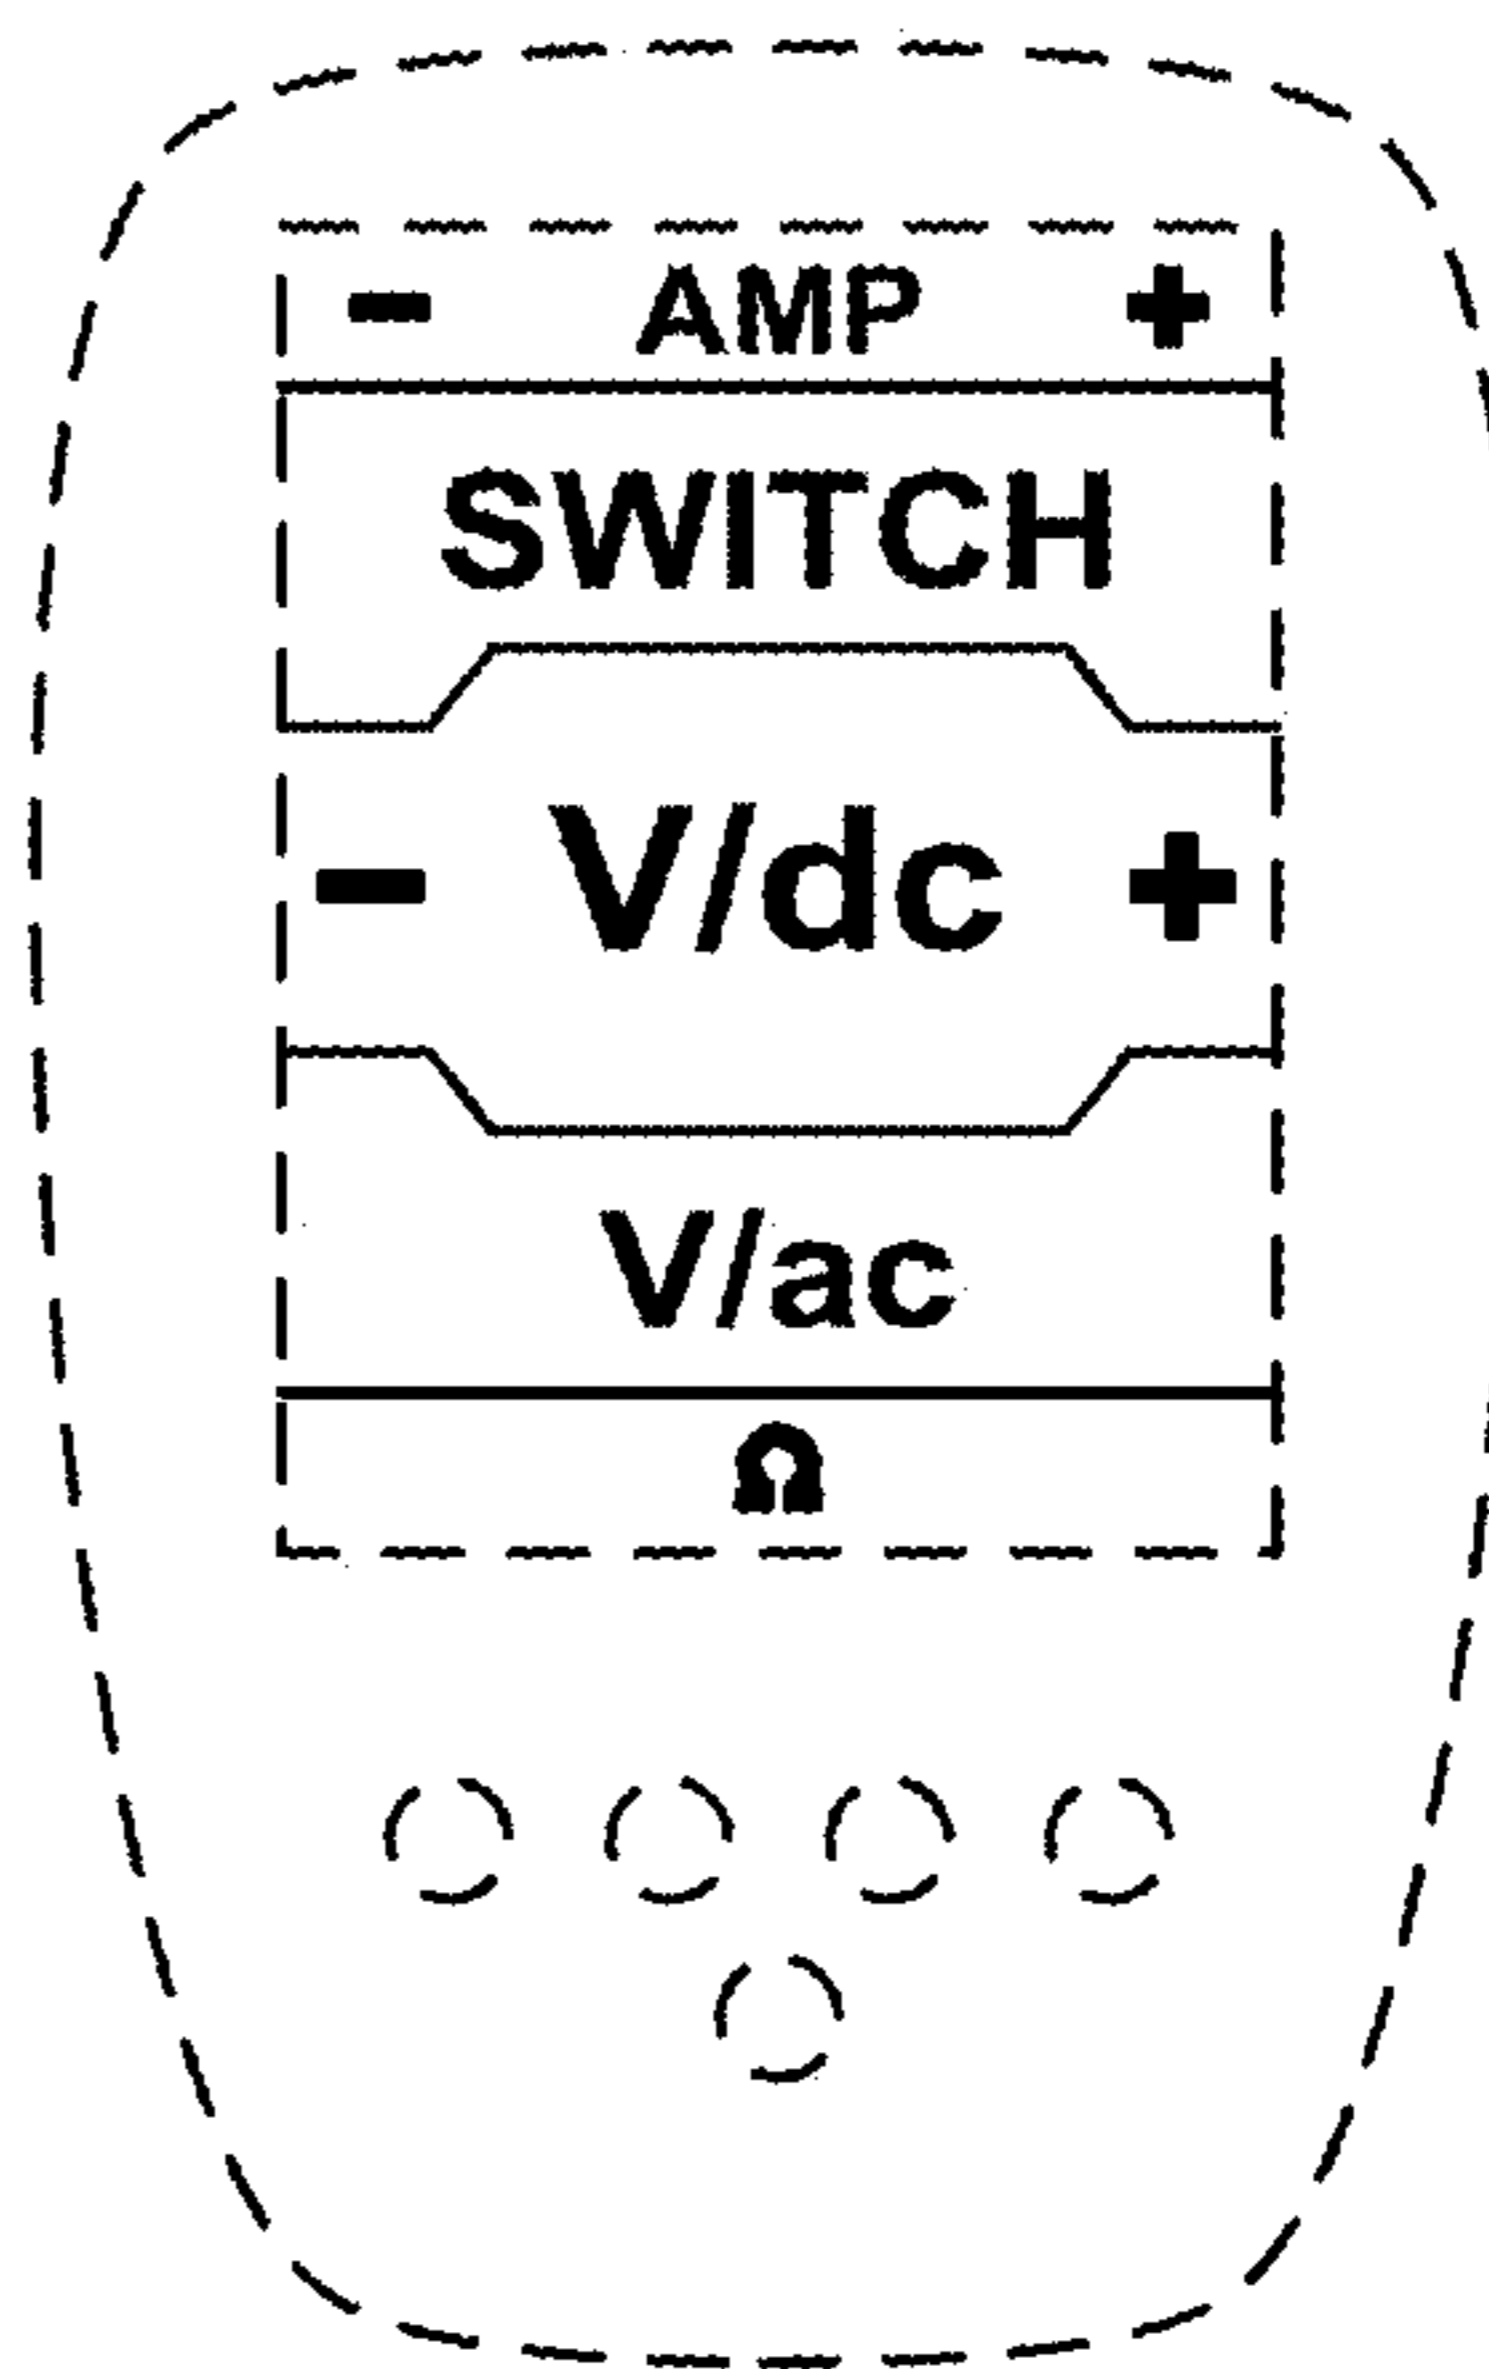 - AMP +
SWITCH
- V/dc +
V/ac
Ω